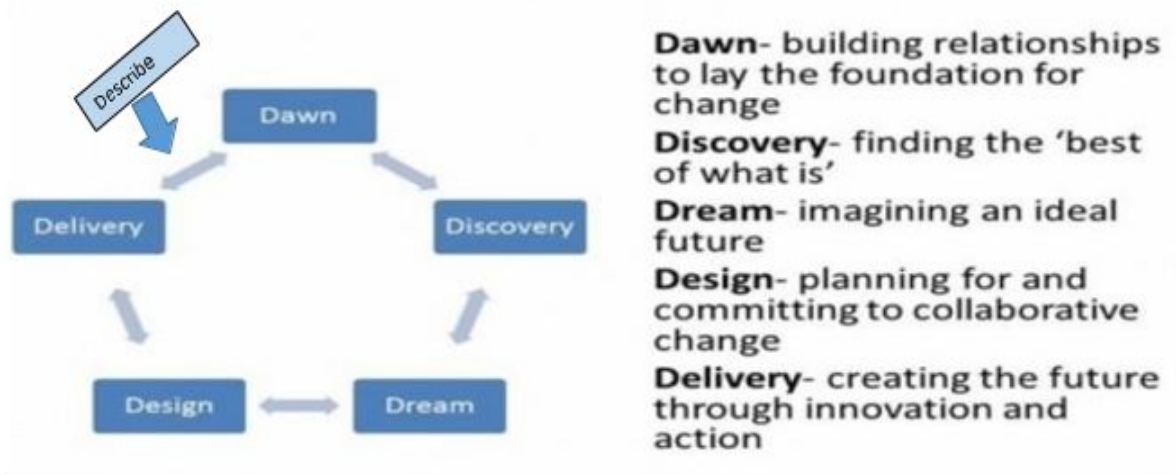 Describe
Dawn
Delivery
Discovery
Design
Dream
Dawn- building relationships
to lay the foundation for
change
Discovery- finding the ‘best
of what is’
Dream- imagining an ideal
future
Design- planning for and
committing to collaborative
change
Delivery- creating the future
through innovation and
action